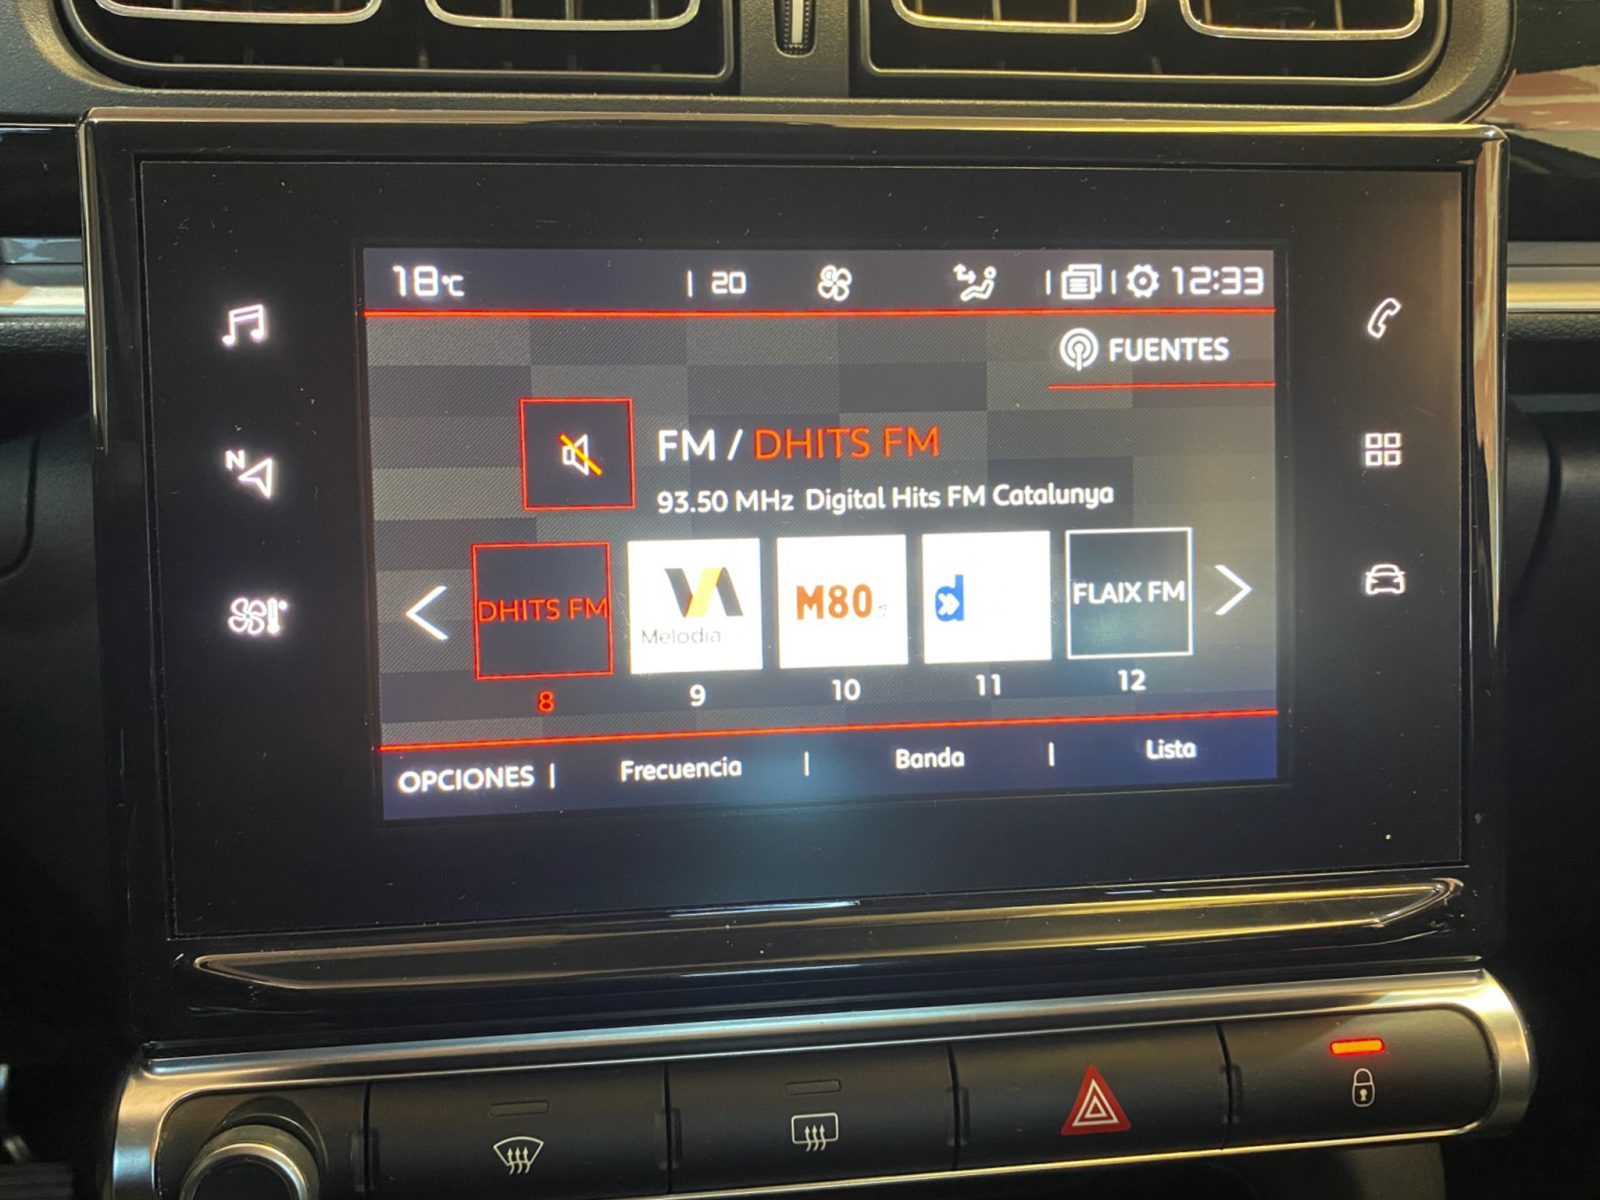 18°C | 20 | | 12:33
FUENTES
N
FM / DHITS FM
93.50 MHz Digital Hits FM Catalunya
DHITS FM
Melodia
M80
d
FLAIX FM
8 9 10 11 12
OPCIONES | Frecuencia | Banda | Lista